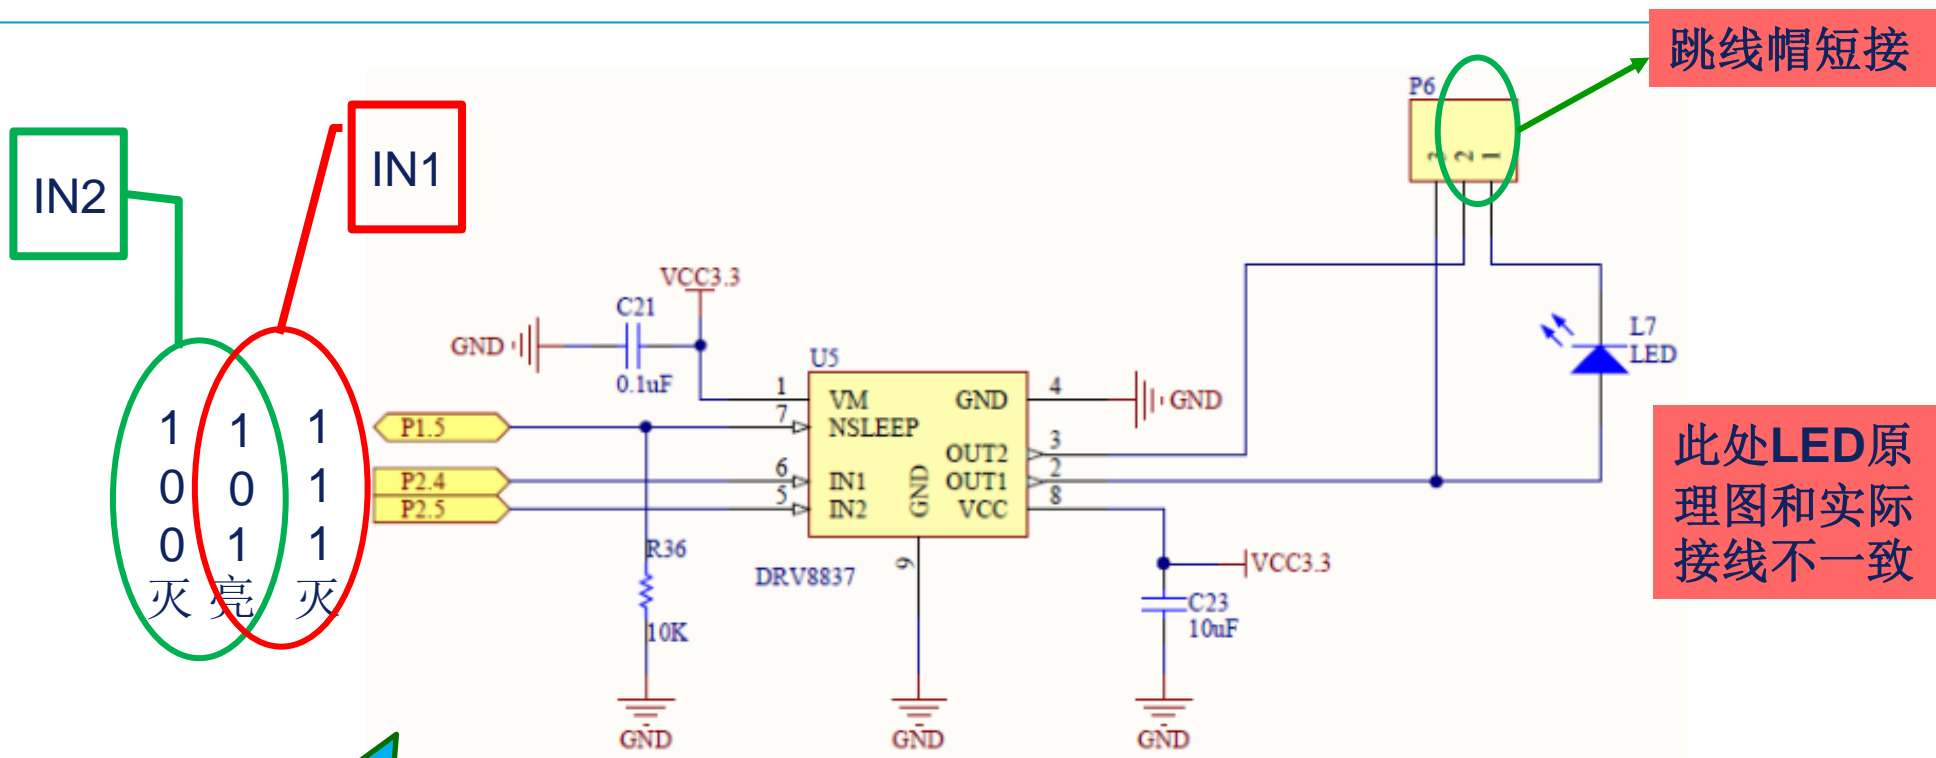 跳线帽短接
P6
3 2 1
IN2
IN1
VCC3.3
C21
GND
0.1uF
L7
LED
U5
1
VM
GND
4
GND
7
NSLEEP
P1.5
OUT2
3
6
IN1
OUT1
2
P2.4
5
IN2
GND
VCC
8
P2.5
1 1 1
0 0 1
0 1 1
灭 亮 灭
R36
10K
DRV8837
9
VCC3.3
C23
10uF
GND
GND
GND
此处LED原
理图和实际
接线不一致